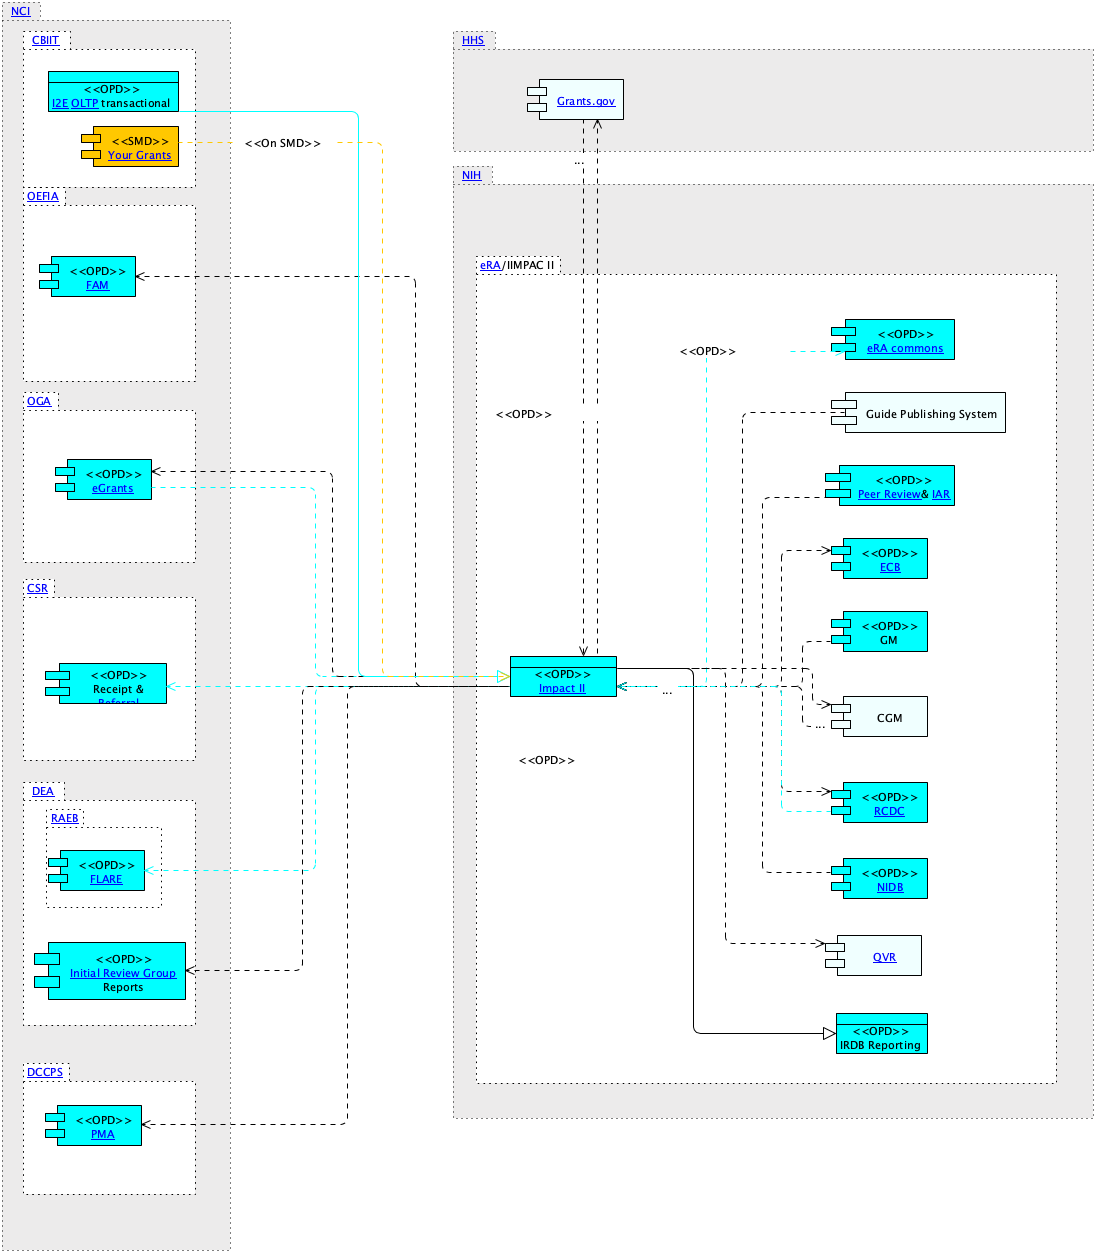 NCI
CBIIT
<<OPD>>
I2E OLTP transactional
<<SMD>>
Your Grants
<<On SMD>>
OEFIA
<<OPD>>
FAM
OGA
<<OPD>>
eGrants
CSR
<<OPD>>
Receipt &
Referral
DEA
RAEB
<<OPD>>
FLARE
<<OPD>>
Initial Review Group
Reports
DCCPS
<<OPD>>
PMA
HHS
Grants.gov
...
NIH
eRA/IIMPAC II
<<OPD>>
<<OPD>>
eRA commons
<<OPD>>
Guide Publishing System
<<OPD>>
Peer Review& IAR
<<OPD>>
ECB
<<OPD>>
GM
<<OPD>>
Impact II
...
CGM
...
<<OPD>>
<<OPD>>
RCDC
<<OPD>>
NIDB
QVR
<<OPD>>
IRDB Reporting